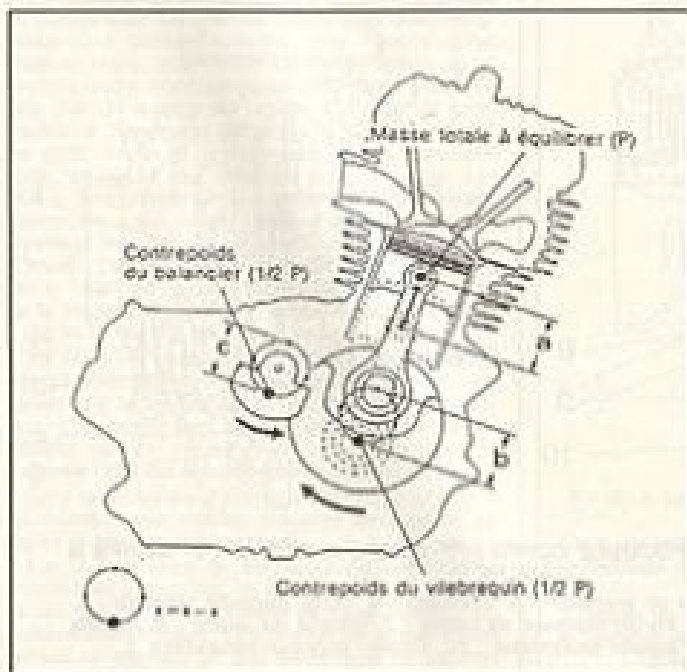 Masse totale à équilibrer (P)
Contrepoids
du balancier (1/2 P)
c
a
b
Contrepoids du vilebrequin (1/2 P)